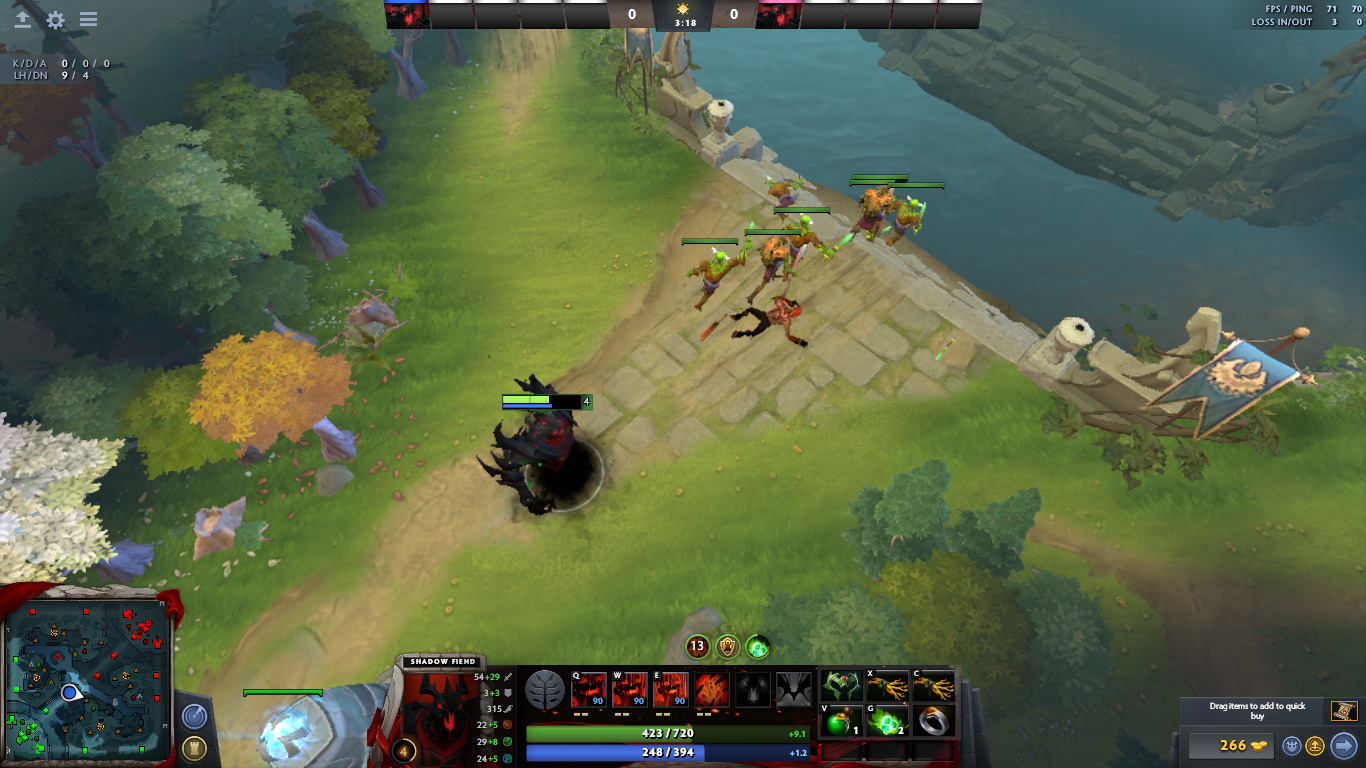 0 3:18 0
FPS / PING 71 70
LOSS IN/OUT 3 0
K/D/A 0 / 0 / 0
LH/DN 9 / 4
4
13
SHADOW FIEND
54+29
3+3
315
22+5
29+8
24+5
4
Q W E
90 90 90
423 / 720 +9.1
248 / 394 +1.2
X C
V G
1 2
Drag items to add to quick
buy
266